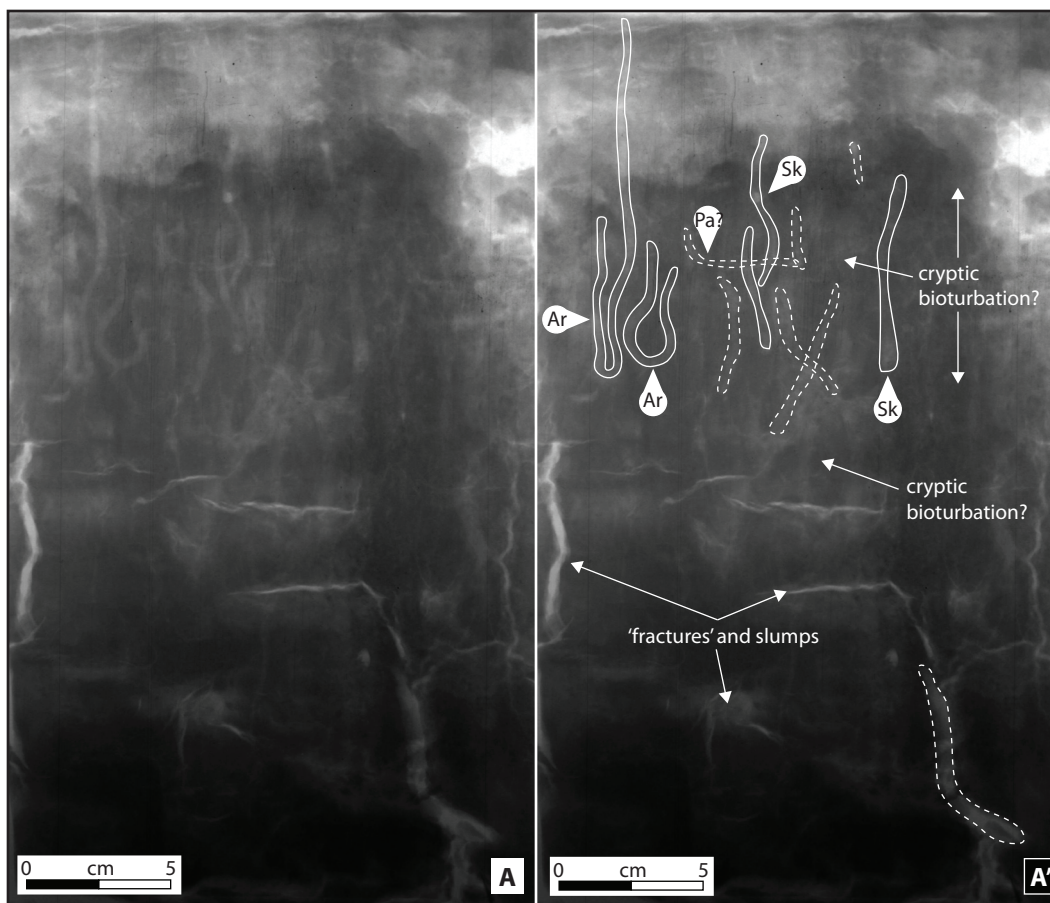 Sk
Pa?
cryptic
bioturbation?
Ar
Ar
Sk
cryptic
bioturbation?
'fractures' and slumps
0 cm 5
A
0 cm 5
A'